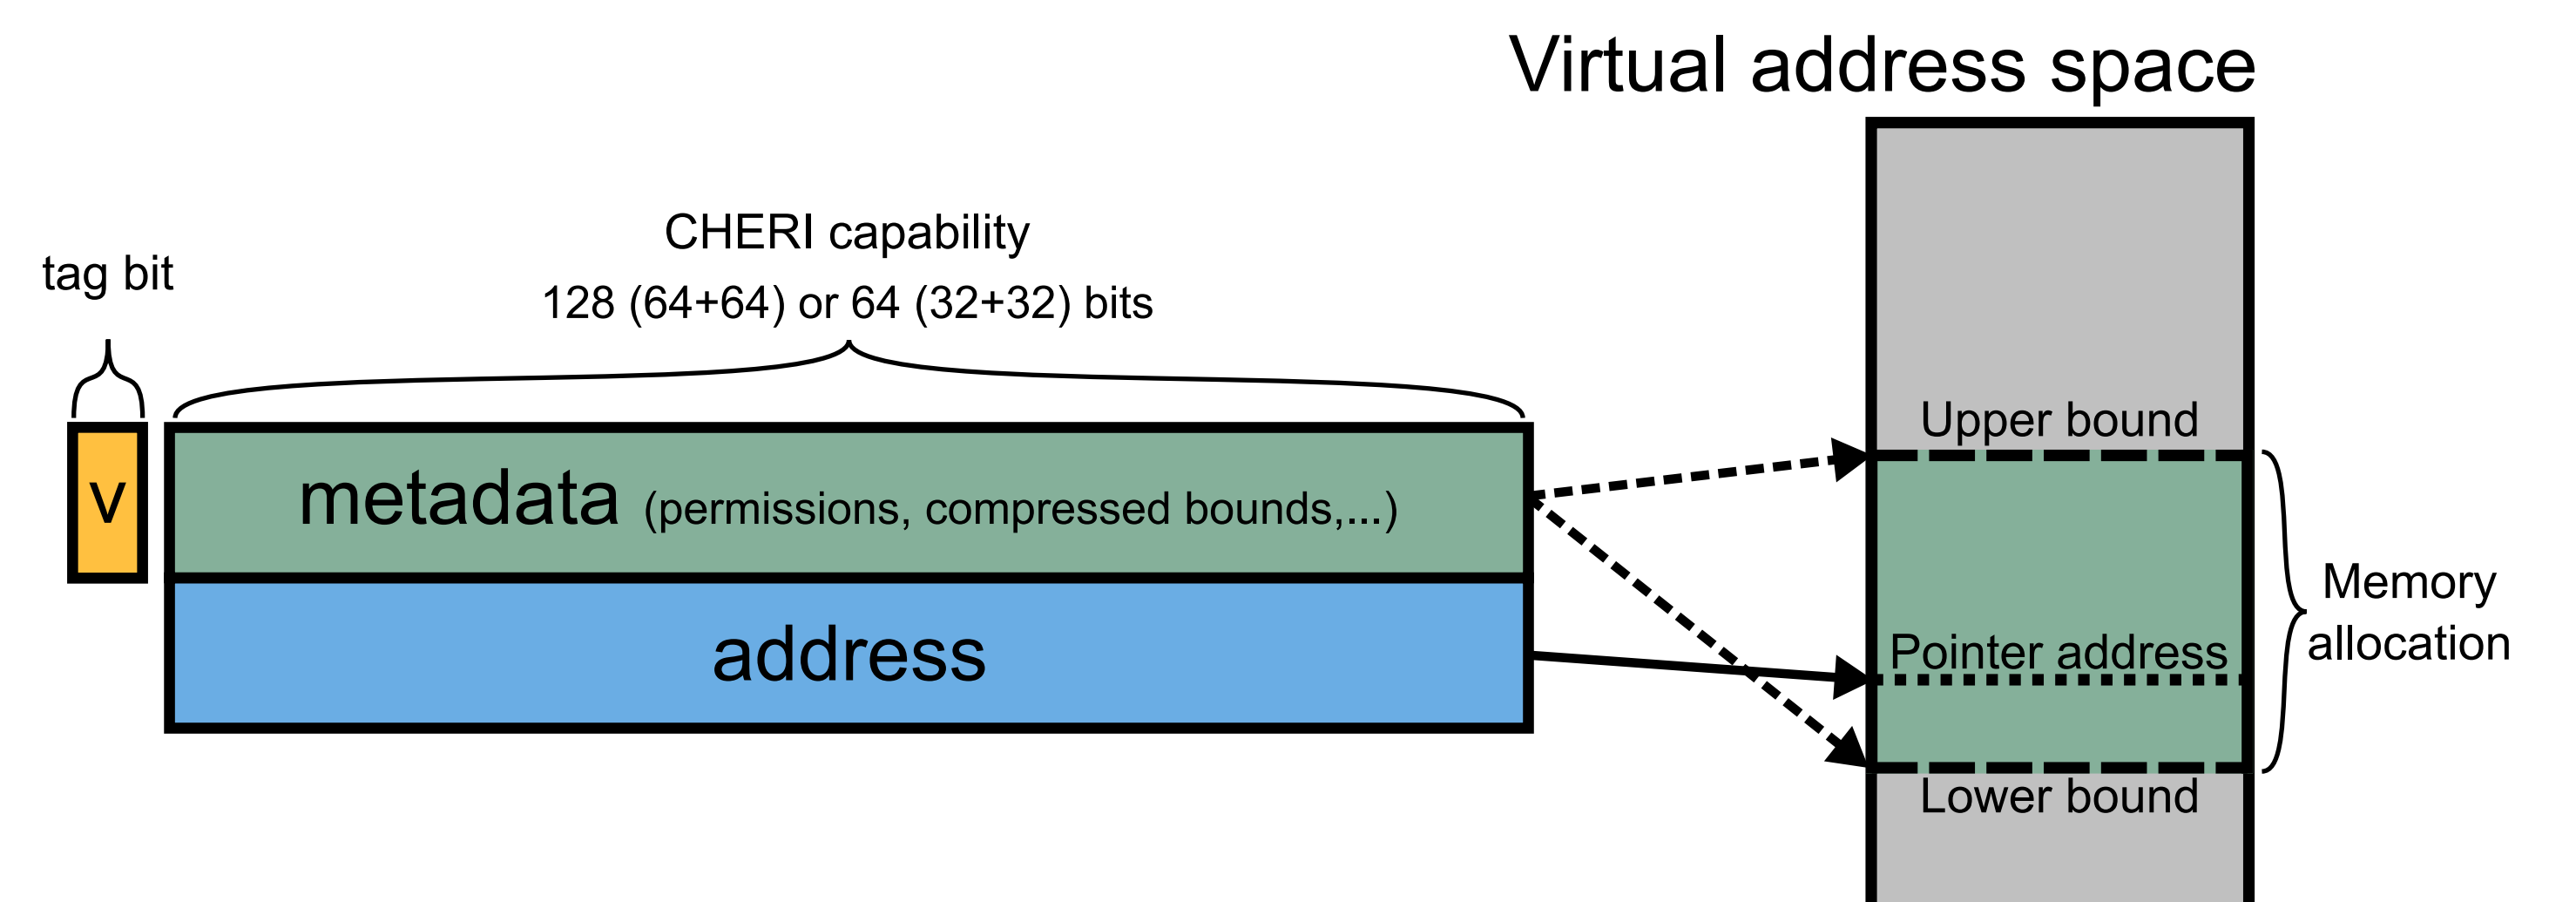 Virtual address space
CHERI capability
128 (64+64) or 64 (32+32) bits
tag bit
v
metadata (permissions, compressed bounds,...)
address
Upper bound
Pointer address
Lower bound
Memory
allocation